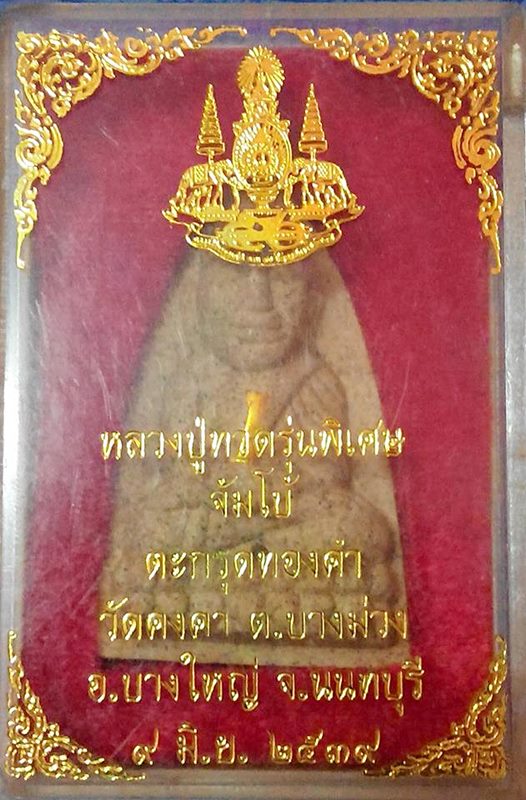 หลวงปู่ทวดรุ่นพิเศษ
จัมโบ้
ตะกรุดทองคำ
วัดคงคา ต.บางม่วง
อ.บางใหญ่ จ.นนทบุรี
๙ มิ.ย. ๒๕๓๙